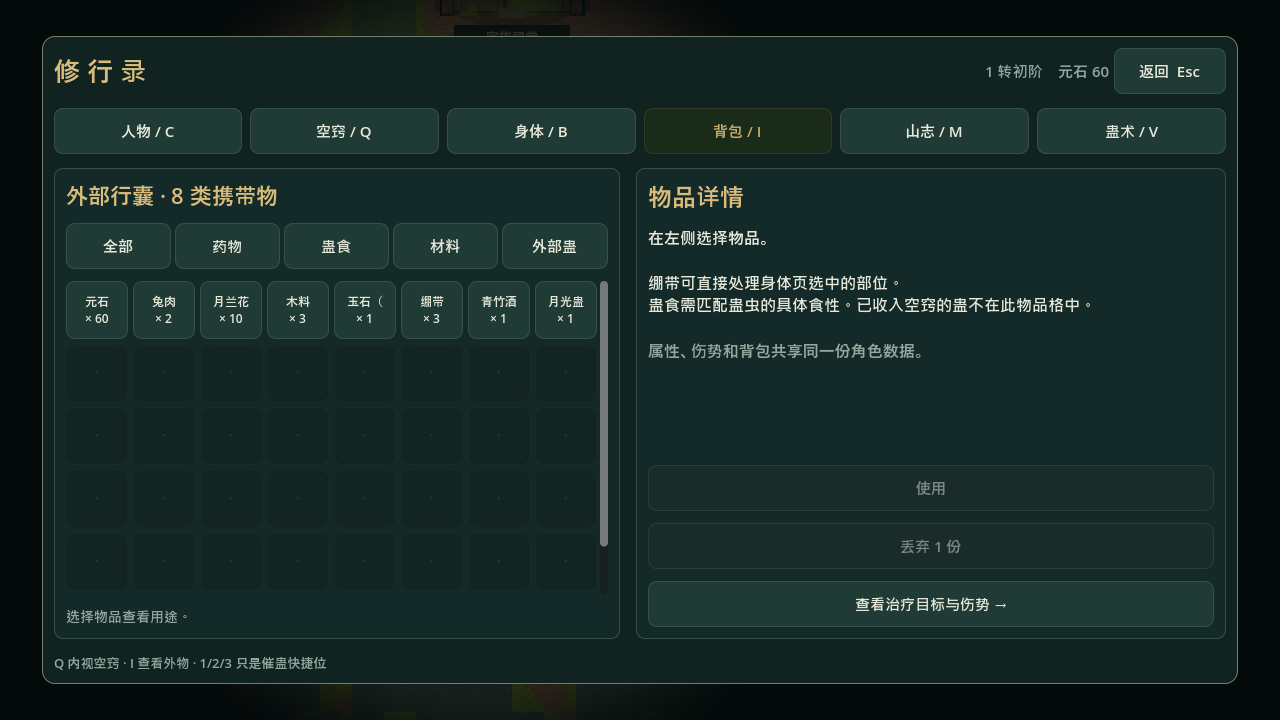 修行录
1 转初阶 元石 60 返回 Esc
人物 / C 空窍 / Q 身体 / B 背包 / I 山志 / M 蛊术 / V
外部行囊 · 8 类携带物
全部 药物 蛊食 材料 外部蛊
元石 × 60
兔肉 × 2
月兰花 × 10
木料 × 3
玉石（ × 1
绷带 × 3
青竹酒 × 1
月光蛊 × 1
选择物品查看用途。
物品详情
在左侧选择物品。
绷带可直接处理身体页选中的部位。
蛊食需匹配蛊虫的具体食性。已收入空窍的蛊不在此物品格中。
属性、伤势和背包共享同一份角色数据。
使用
丢弃 1 份
查看治疗目标与伤势 →
Q 内视空窍 · I 查看外物 · 1/2/3 只是催蛊快捷位